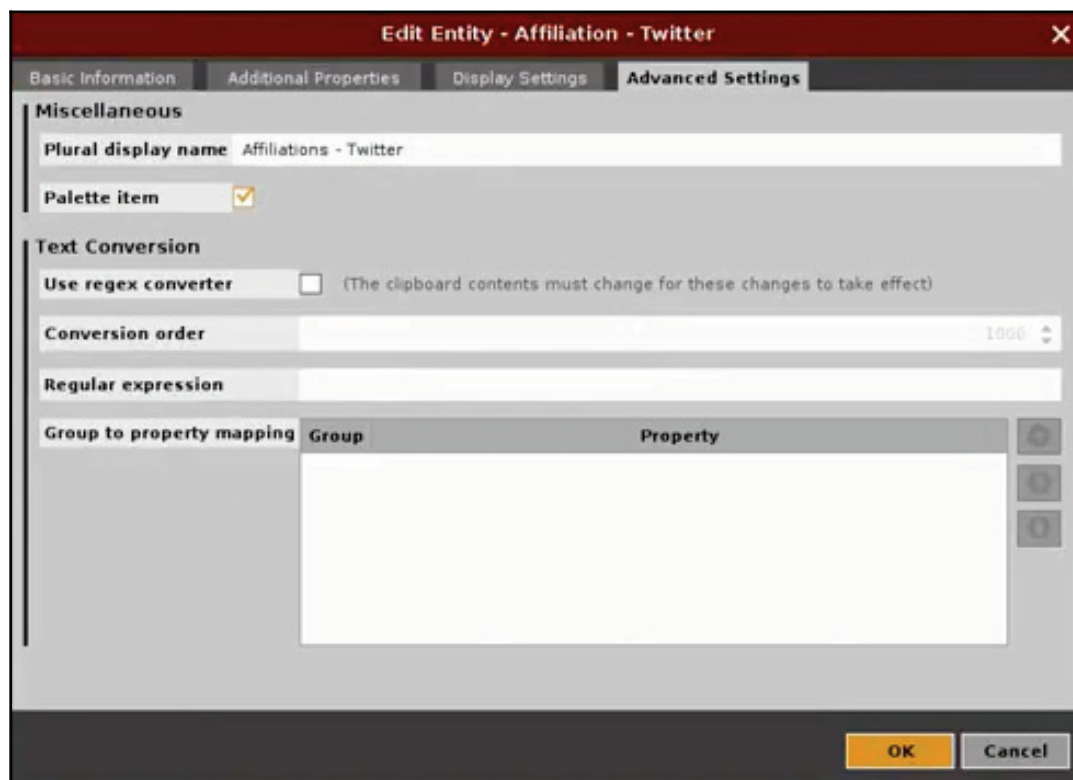 Edit Entity - Affiliation - Twitter
Basic Information Additional Properties Display Settings Advanced Settings
Miscellaneous
Plural display name Affiliations - Twitter
Palette item
Text Conversion
Use regex converter (The clipboard contents must change for these changes to take effect)
Conversion order 1000
Regular expression
Group to property mapping Group Property
OK Cancel